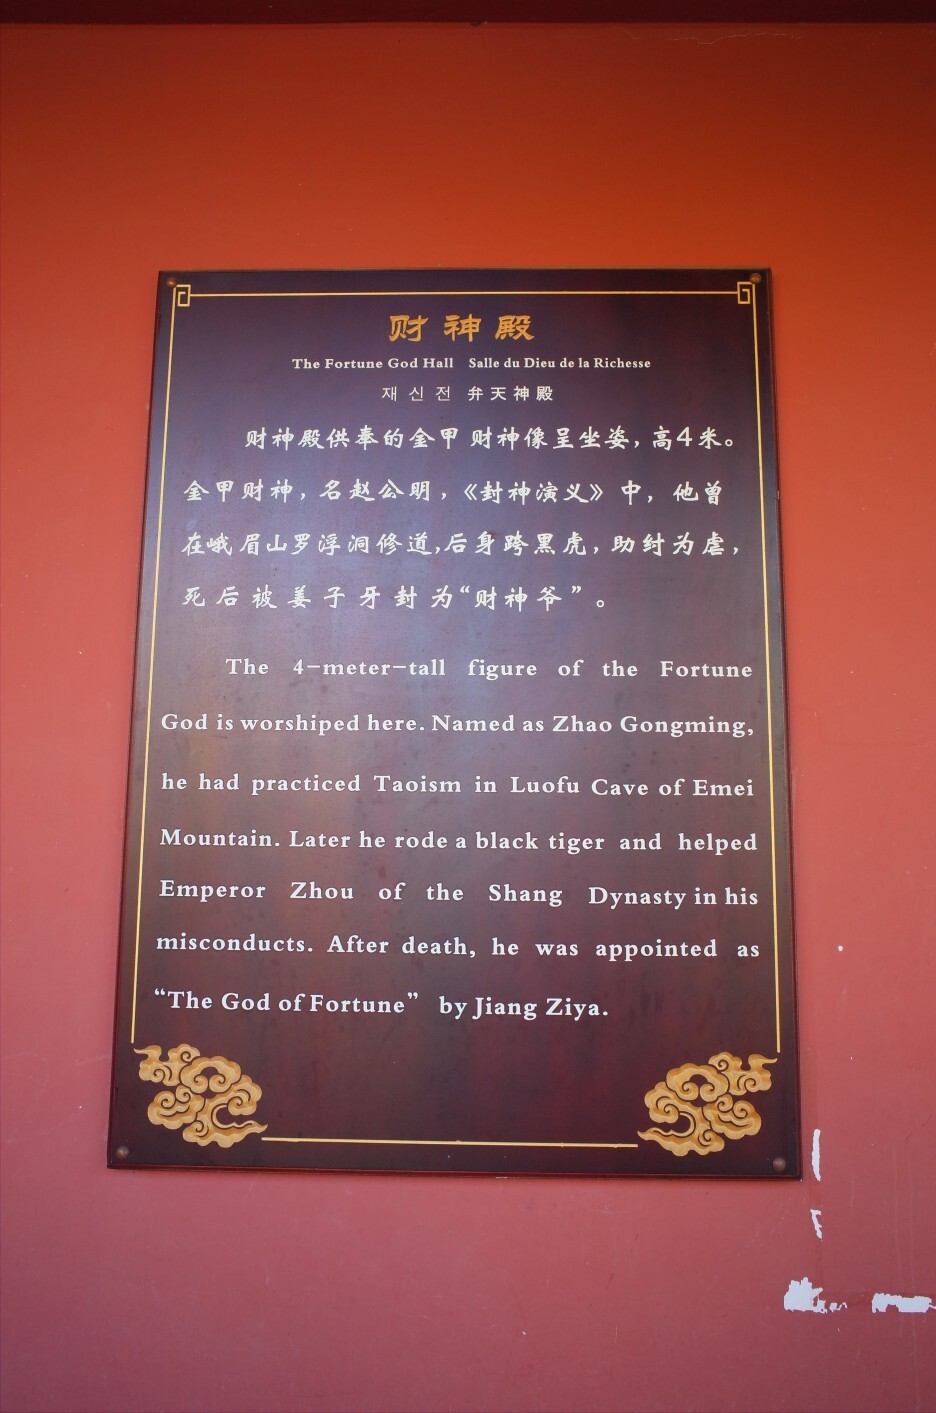 财神殿
The Fortune God Hall Salle du Dieu de la Richesse
재신전 弁天神殿
财神殿供奉的金甲财神像呈坐姿，高4米。
金甲财神，名赵公明，《封神演义》中，他曾
在峨眉山罗浮洞修道，后身跨黑虎，助纣为虐，
死后被姜子牙封为“财神爷”。
The 4-meter-tall figure of the Fortune
God is worshiped here. Named as Zhao Gongming,
he had practiced Taoism in Luofu Cave of Emei
Mountain. Later he rode a black tiger and helped
Emperor Zhou of the Shang Dynasty in his
misconducts. After death, he was appointed as
“The God of Fortune” by Jiang Ziya.